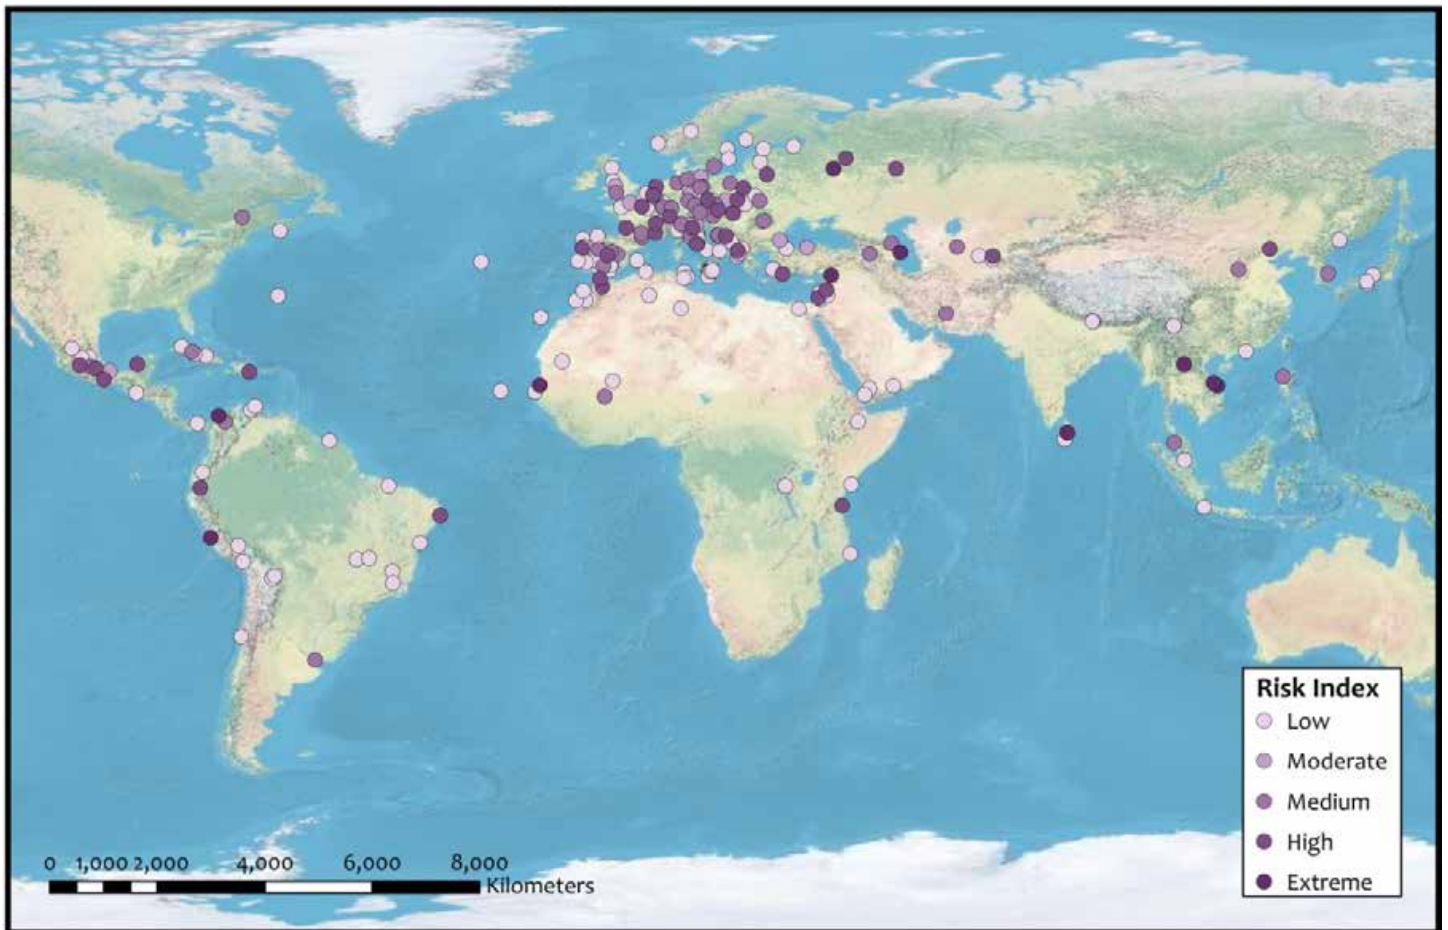 Risk Index
Low
Moderate
Medium
High
Extreme
0 1,000 2,000 4,000 6,000 8,000
Kilometers